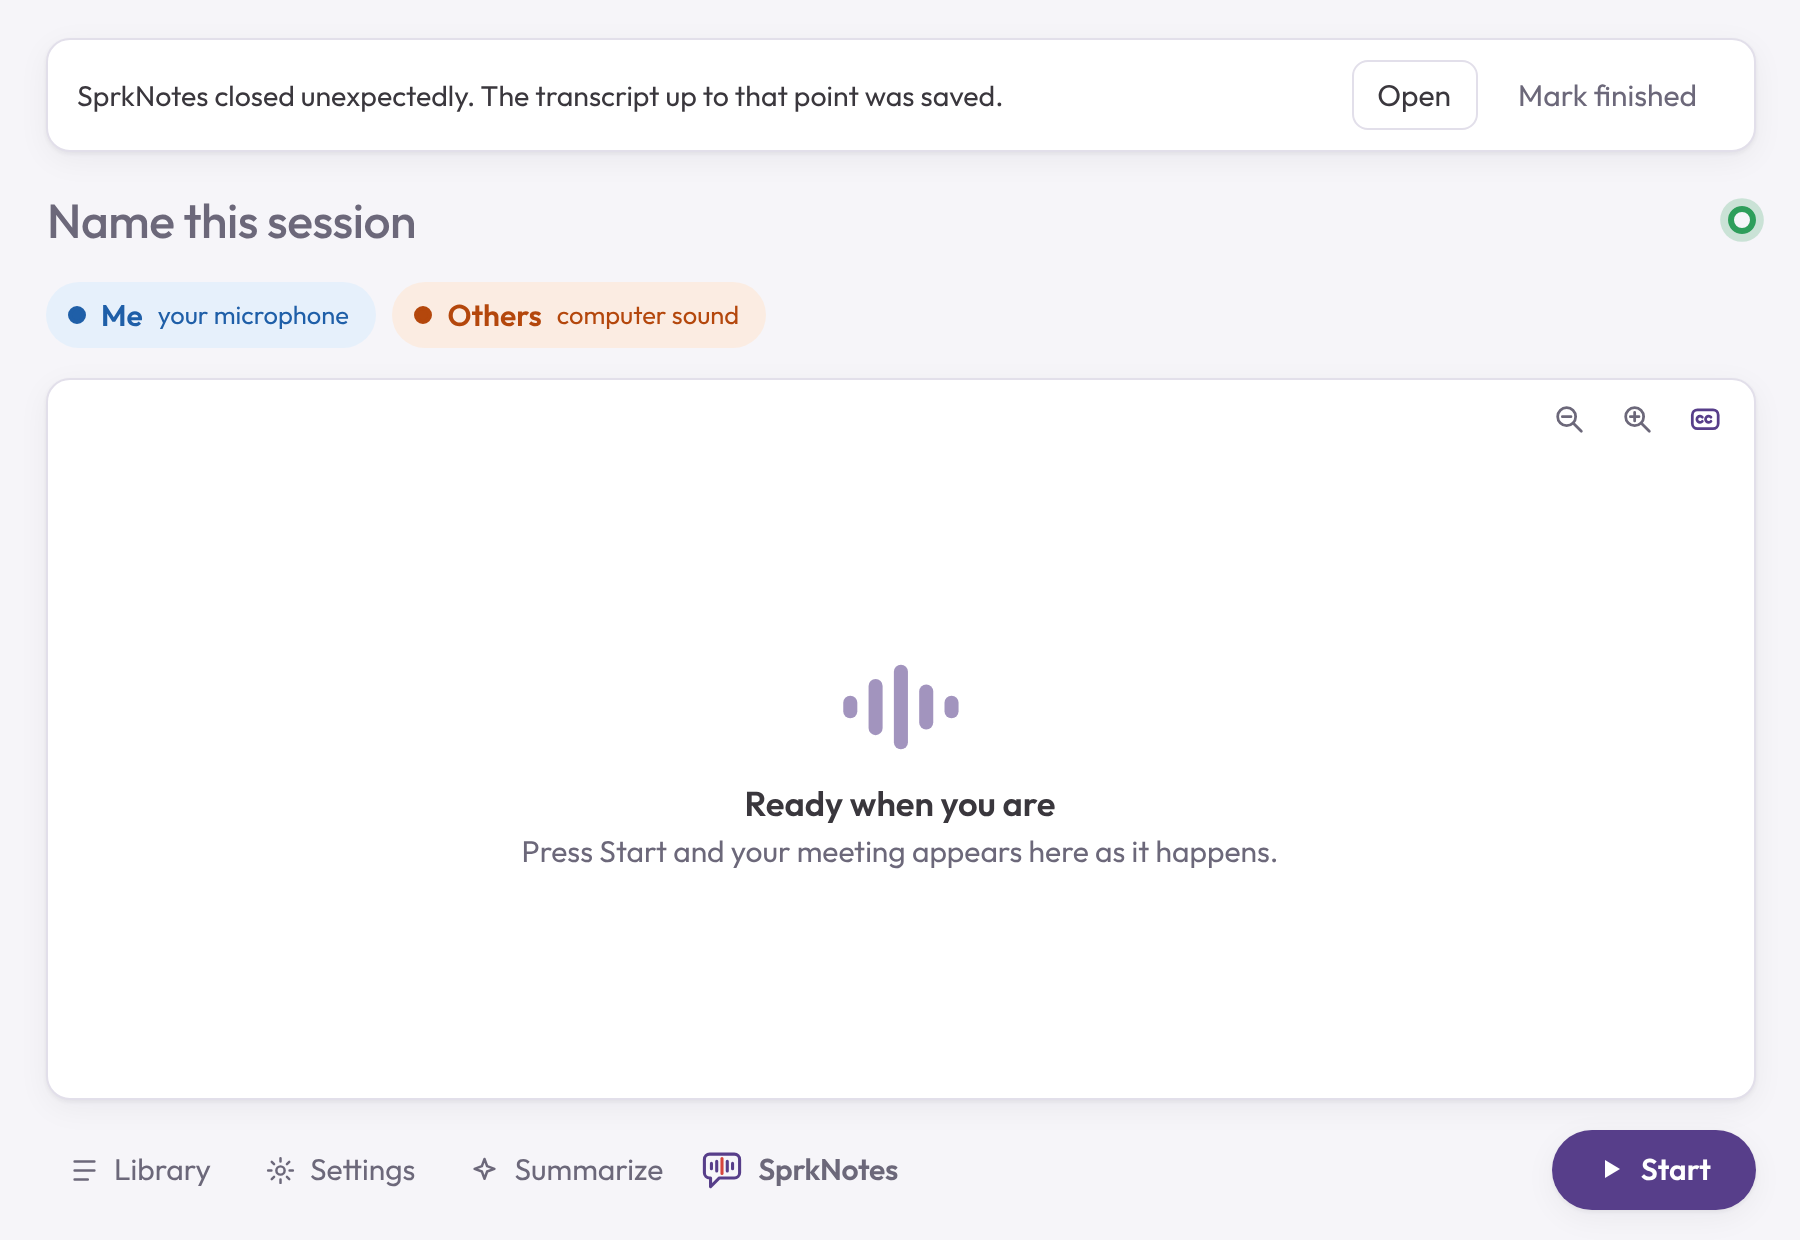 SprkNotes closed unexpectedly. The transcript up to that point was saved.
Open
Mark finished
Name this session
Me your microphone
Others computer sound
CC
Ready when you are
Press Start and your meeting appears here as it happens.
Library
Settings
Summarize
SprkNotes
Start